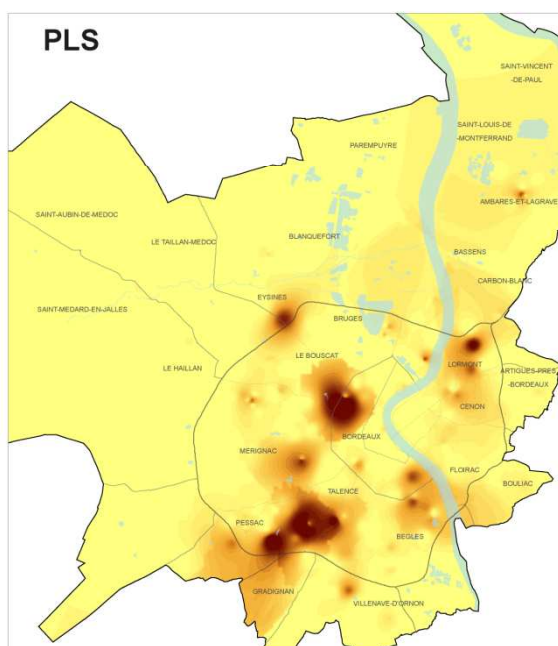 PLS
SAINT-VINCENT
-DE-PAUL
SAINT-LOUIS-DE
-MONTFERRAND
PAREMPUYRE
AMBARES-ET-LAGRAVE
SAINT-AUBIN-DE-MEDOC
LE TAILLAN-MEDOC
BLANQUEFORT
BASSENS
CARBON-BLANC
EYSINES
SAINT-MEDARD-EN-JALLES
BRUGES
LE BOUSCAT
LORMONT
LE HAILLAN
ARTIGUES-PRES
-BORDEAUX
CENON
BORDEAUX
MERIGNAC
FLOIRAC
BOULIAC
TALENCE
PESSAC
BEGLES
GRADIGNAN
VILLENAVE-D'ORNON